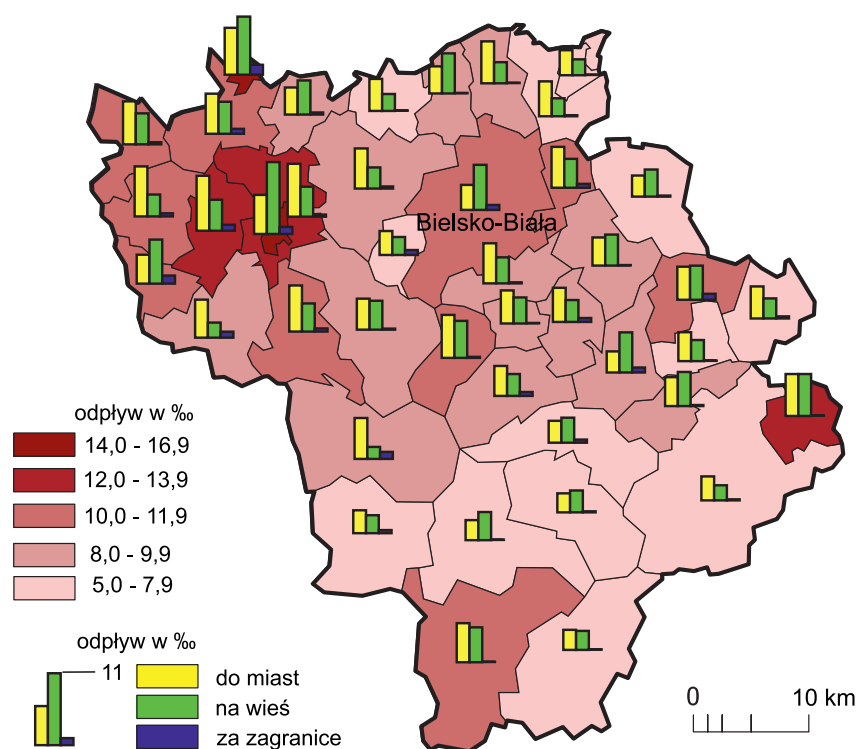 Bielsko-Biała
odpływ w ‰
14,0 - 16,9
12,0 - 13,9
10,0 - 11,9
8,0 - 9,9
5,0 - 7,9
odpływ w ‰
11
do miast
na wieś
za zagranice
0 10 km